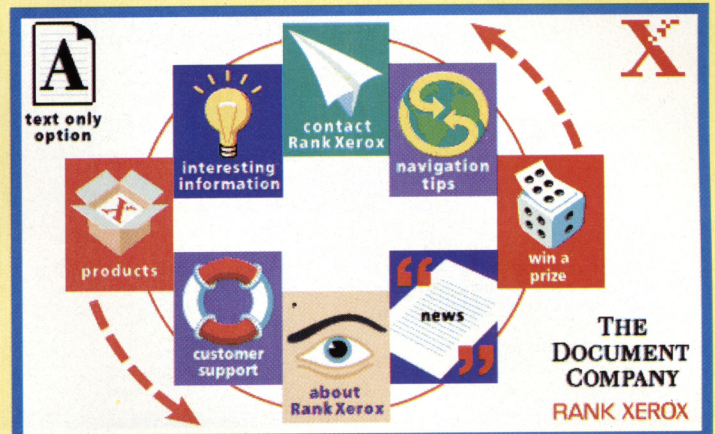 A
text only
option
X
contact
Rank Xerox
interesting
information
navigation
tips
X
products
win a
prize
customer
support
news
about
Rank Xerox
THE
DOCUMENT
COMPANY
RANK XEROX